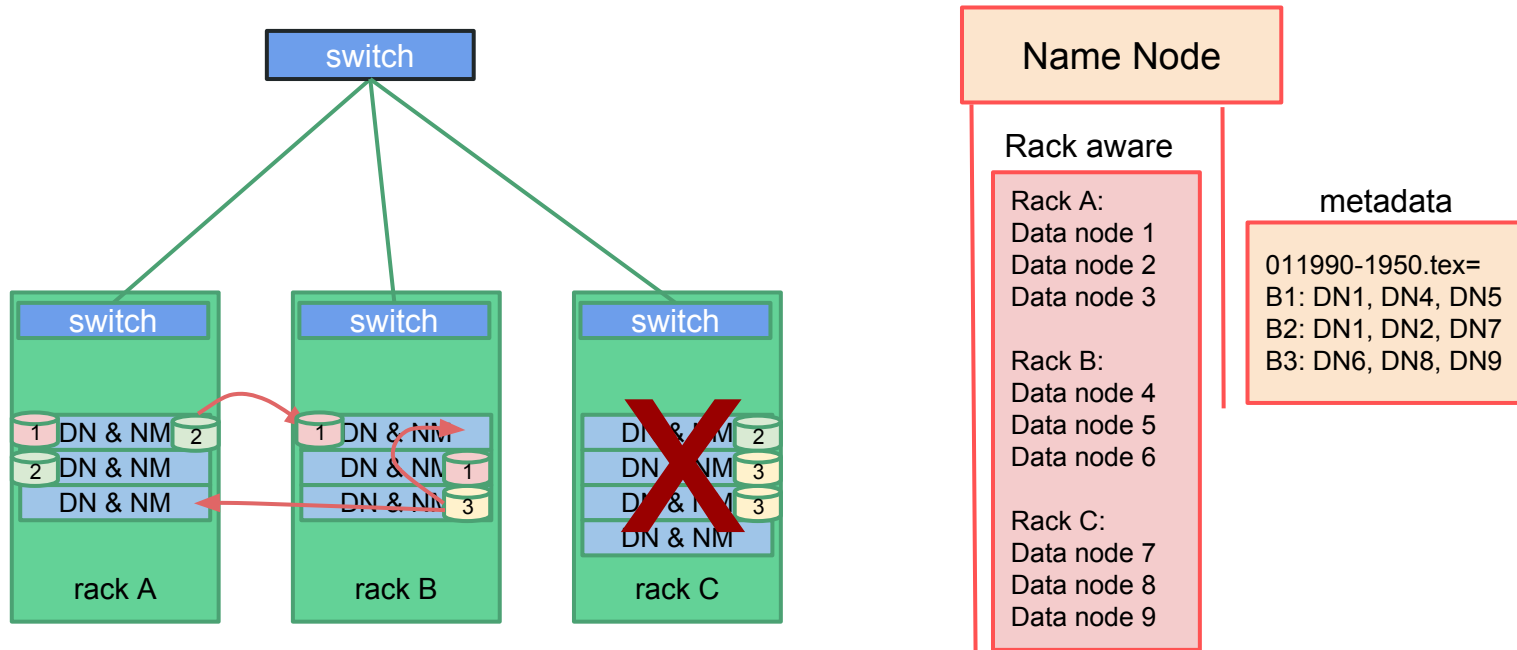 switch
Name Node
Rack aware
Rack A:
Data node 1
Data node 2
Data node 3
Rack B:
Data node 4
Data node 5
Data node 6
Rack C:
Data node 7
Data node 8
Data node 9
metadata
011990-1950.tex=
B1: DN1, DN4, DN5
B2: DN1, DN2, DN7
B3: DN6, DN8, DN9
switch
1 DN & NM 2
2 DN & NM
DN & NM
rack A
switch
1 DN & NM
DN & NM 1
DN & NM 3
rack B
switch
DN & NM 2
DN & NM 3
DN & NM 3
DN & NM
rack C